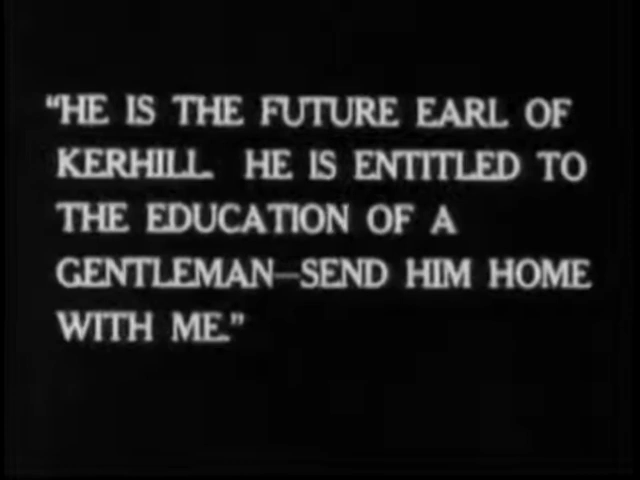 "HE IS THE FUTURE EARL OF
KERHILL. HE IS ENTITLED TO
THE EDUCATION OF A
GENTLEMAN—SEND HIM HOME
WITH ME."